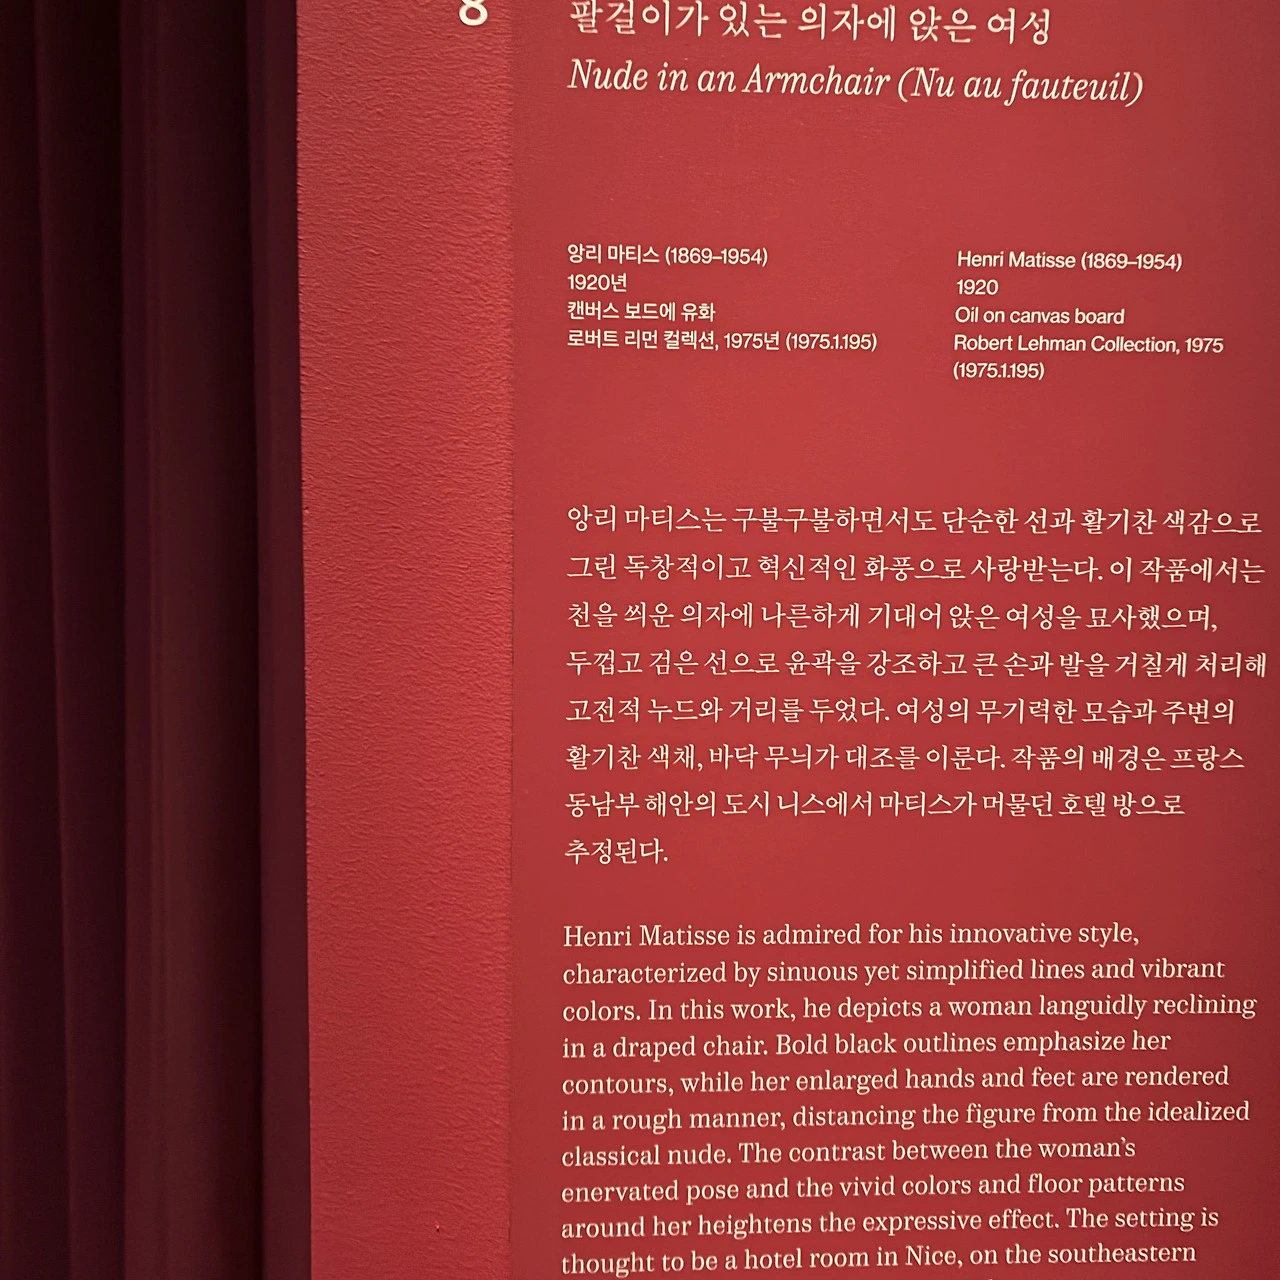 8
팔걸이가 있는 의자에 앉은 여성
Nude in an Armchair (Nu au fauteuil)
앙리 마티스 (1869–1954)
1920년
캔버스 보드에 유화
로버트 리먼 컬렉션, 1975년 (1975.1.195)
Henri Matisse (1869–1954)
1920
Oil on canvas board
Robert Lehman Collection, 1975
(1975.1.195)
앙리 마티스는 구불구불하면서도 단순한 선과 활기찬 색감으로
그린 독창적이고 혁신적인 화풍으로 사랑받는다. 이 작품에서는
천을 씌운 의자에 나른하게 기대어 앉은 여성을 묘사했으며,
두껍고 검은 선으로 윤곽을 강조하고 큰 손과 발을 거칠게 처리해
고전적 누드와 거리를 두었다. 여성의 무기력한 모습과 주변의
활기찬 색채, 바닥 무늬가 대조를 이룬다. 작품의 배경은 프랑스
동남부 해안의 도시 니스에서 마티스가 머물던 호텔 방으로
추정된다.
Henri Matisse is admired for his innovative style,
characterized by sinuous yet simplified lines and vibrant
colors. In this work, he depicts a woman languidly reclining
in a draped chair. Bold black outlines emphasize her
contours, while her enlarged hands and feet are rendered
in a rough manner, distancing the figure from the idealized
classical nude. The contrast between the woman’s
enervated pose and the vivid colors and floor patterns
around her heightens the expressive effect. The setting is
thought to be a hotel room in Nice, on the southeastern